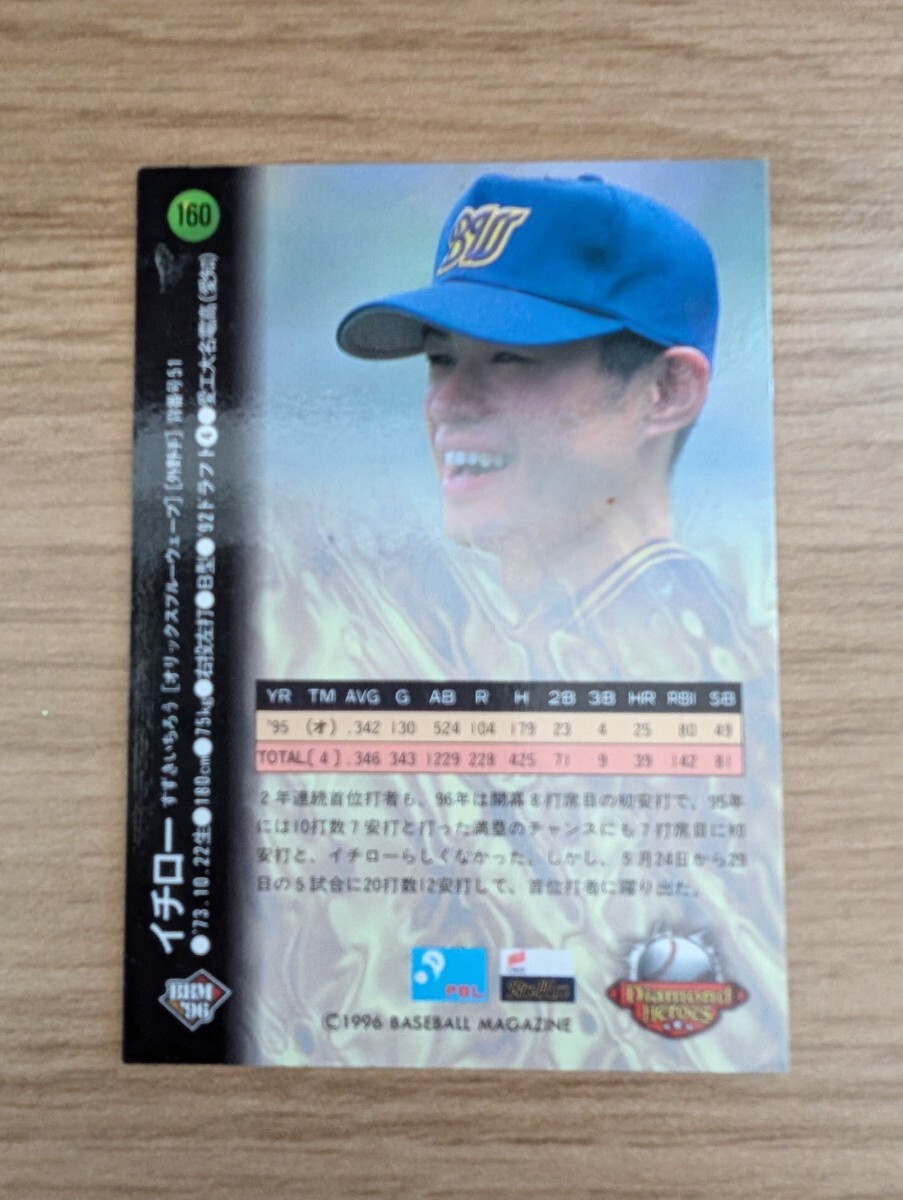 160
イチロー すずきいちろう [オリックスブルーウェーブ] [外野手] 背番号51
●'73.10.22生●180cm●75kg●右投左打●B型●'92ドラフト④●愛工大名電高(愛知)
BBM '96
BW
YR TM AVG G AB R H 2B 3B HR RBI SB
'95 (オ) .342 130 524 104 179 23 4 25 80 49
TOTAL(4) .346 343 1229 228 425 71 9 39 142 81
2年連続首位打者も、96年は開幕8打席目の初安打で、95年
には10打数7安打と打った満塁のチャンスにも7打席目に初
安打と、イチローらしくなかった。しかし、5月24日から29
日の5試合に20打数12安打して、首位打者に躍り出た。
PBL
Diamond Heroes
©1996 BASEBALL MAGAZINE